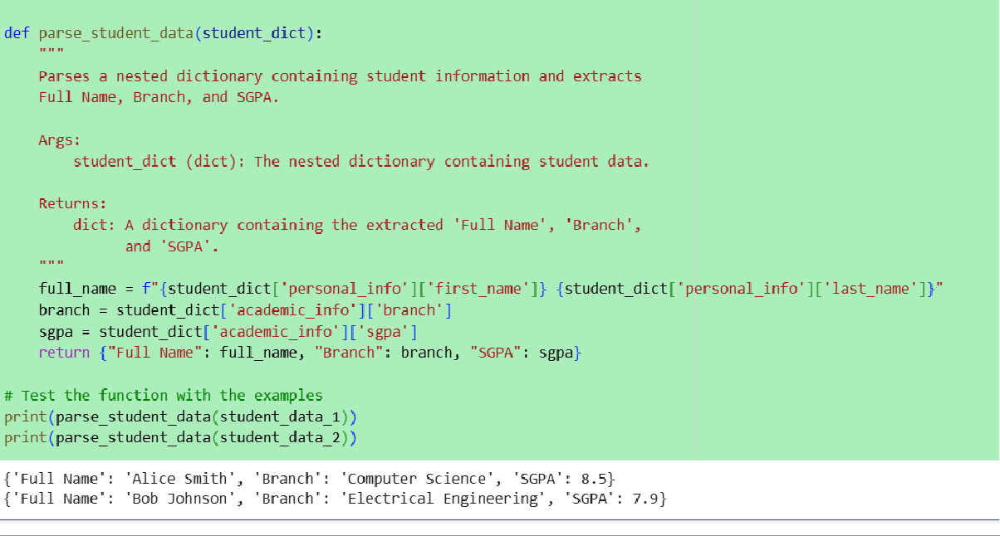 def parse_student_data(student_dict):
    """
    Parses a nested dictionary containing student information and extracts
    Full Name, Branch, and SGPA.

    Args:
        student_dict (dict): The nested dictionary containing student data.

    Returns:
        dict: A dictionary containing the extracted 'Full Name', 'Branch',
              and 'SGPA'.
    """
    full_name = f"{student_dict['personal_info']['first_name']} {student_dict['personal_info']['last_name']}"
    branch = student_dict['academic_info']['branch']
    sgpa = student_dict['academic_info']['sgpa']
    return {"Full Name": full_name, "Branch": branch, "SGPA": sgpa}

# Test the function with the examples
print(parse_student_data(student_data_1))
print(parse_student_data(student_data_2))
{'Full Name': 'Alice Smith', 'Branch': 'Computer Science', 'SGPA': 8.5}
{'Full Name': 'Bob Johnson', 'Branch': 'Electrical Engineering', 'SGPA': 7.9}